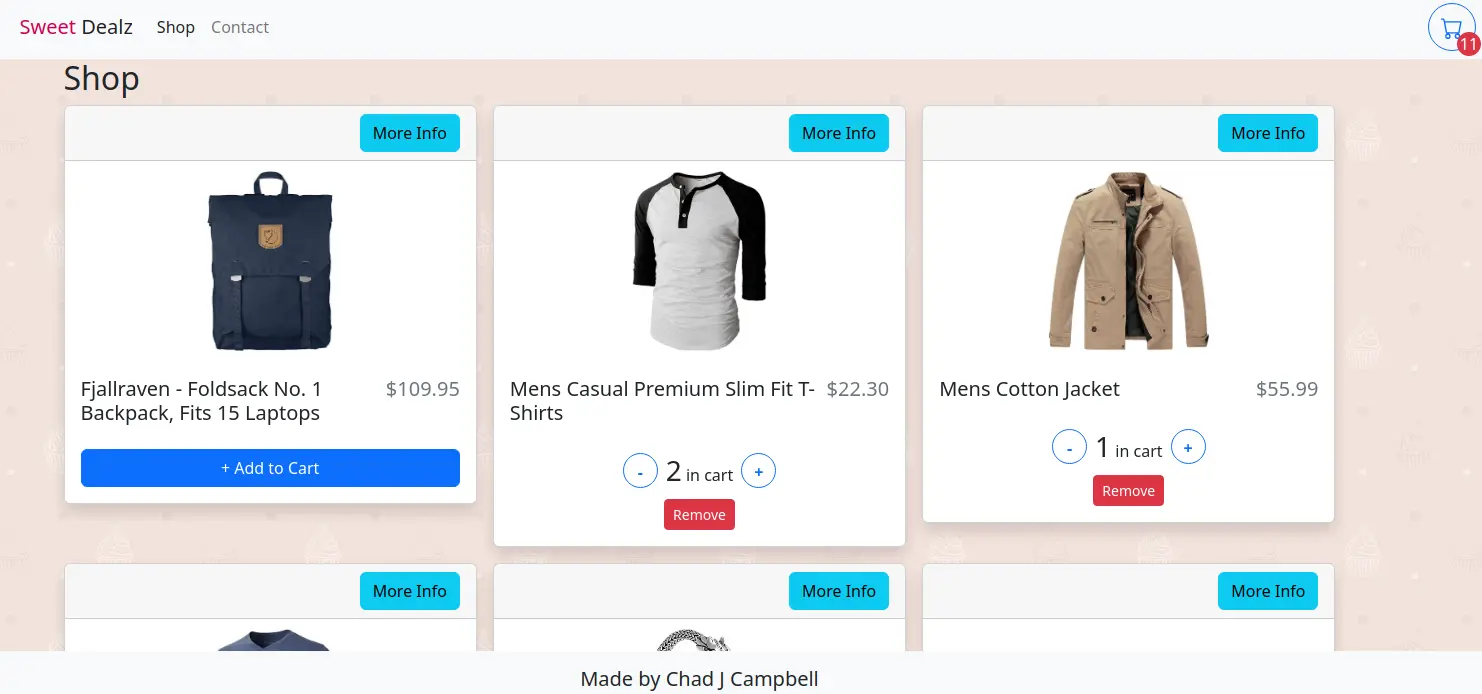 Sweet Dealz Shop Contact
11
Shop
More Info
More Info
More Info
Fjallraven - Foldsack No. 1
Backpack, Fits 15 Laptops
$109.95
+ Add to Cart
Mens Casual Premium Slim Fit T-
Shirts
$22.30
- 2 in cart +
Remove
Mens Cotton Jacket
$55.99
- 1 in cart +
Remove
More Info
More Info
More Info
Made by Chad J Campbell